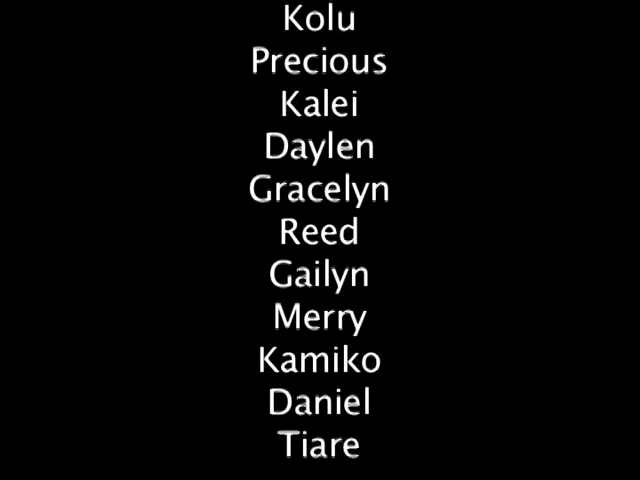 Kolu
Precious
Kalei
Daylen
Gracelyn
Reed
Gailyn
Merry
Kamiko
Daniel
Tiare